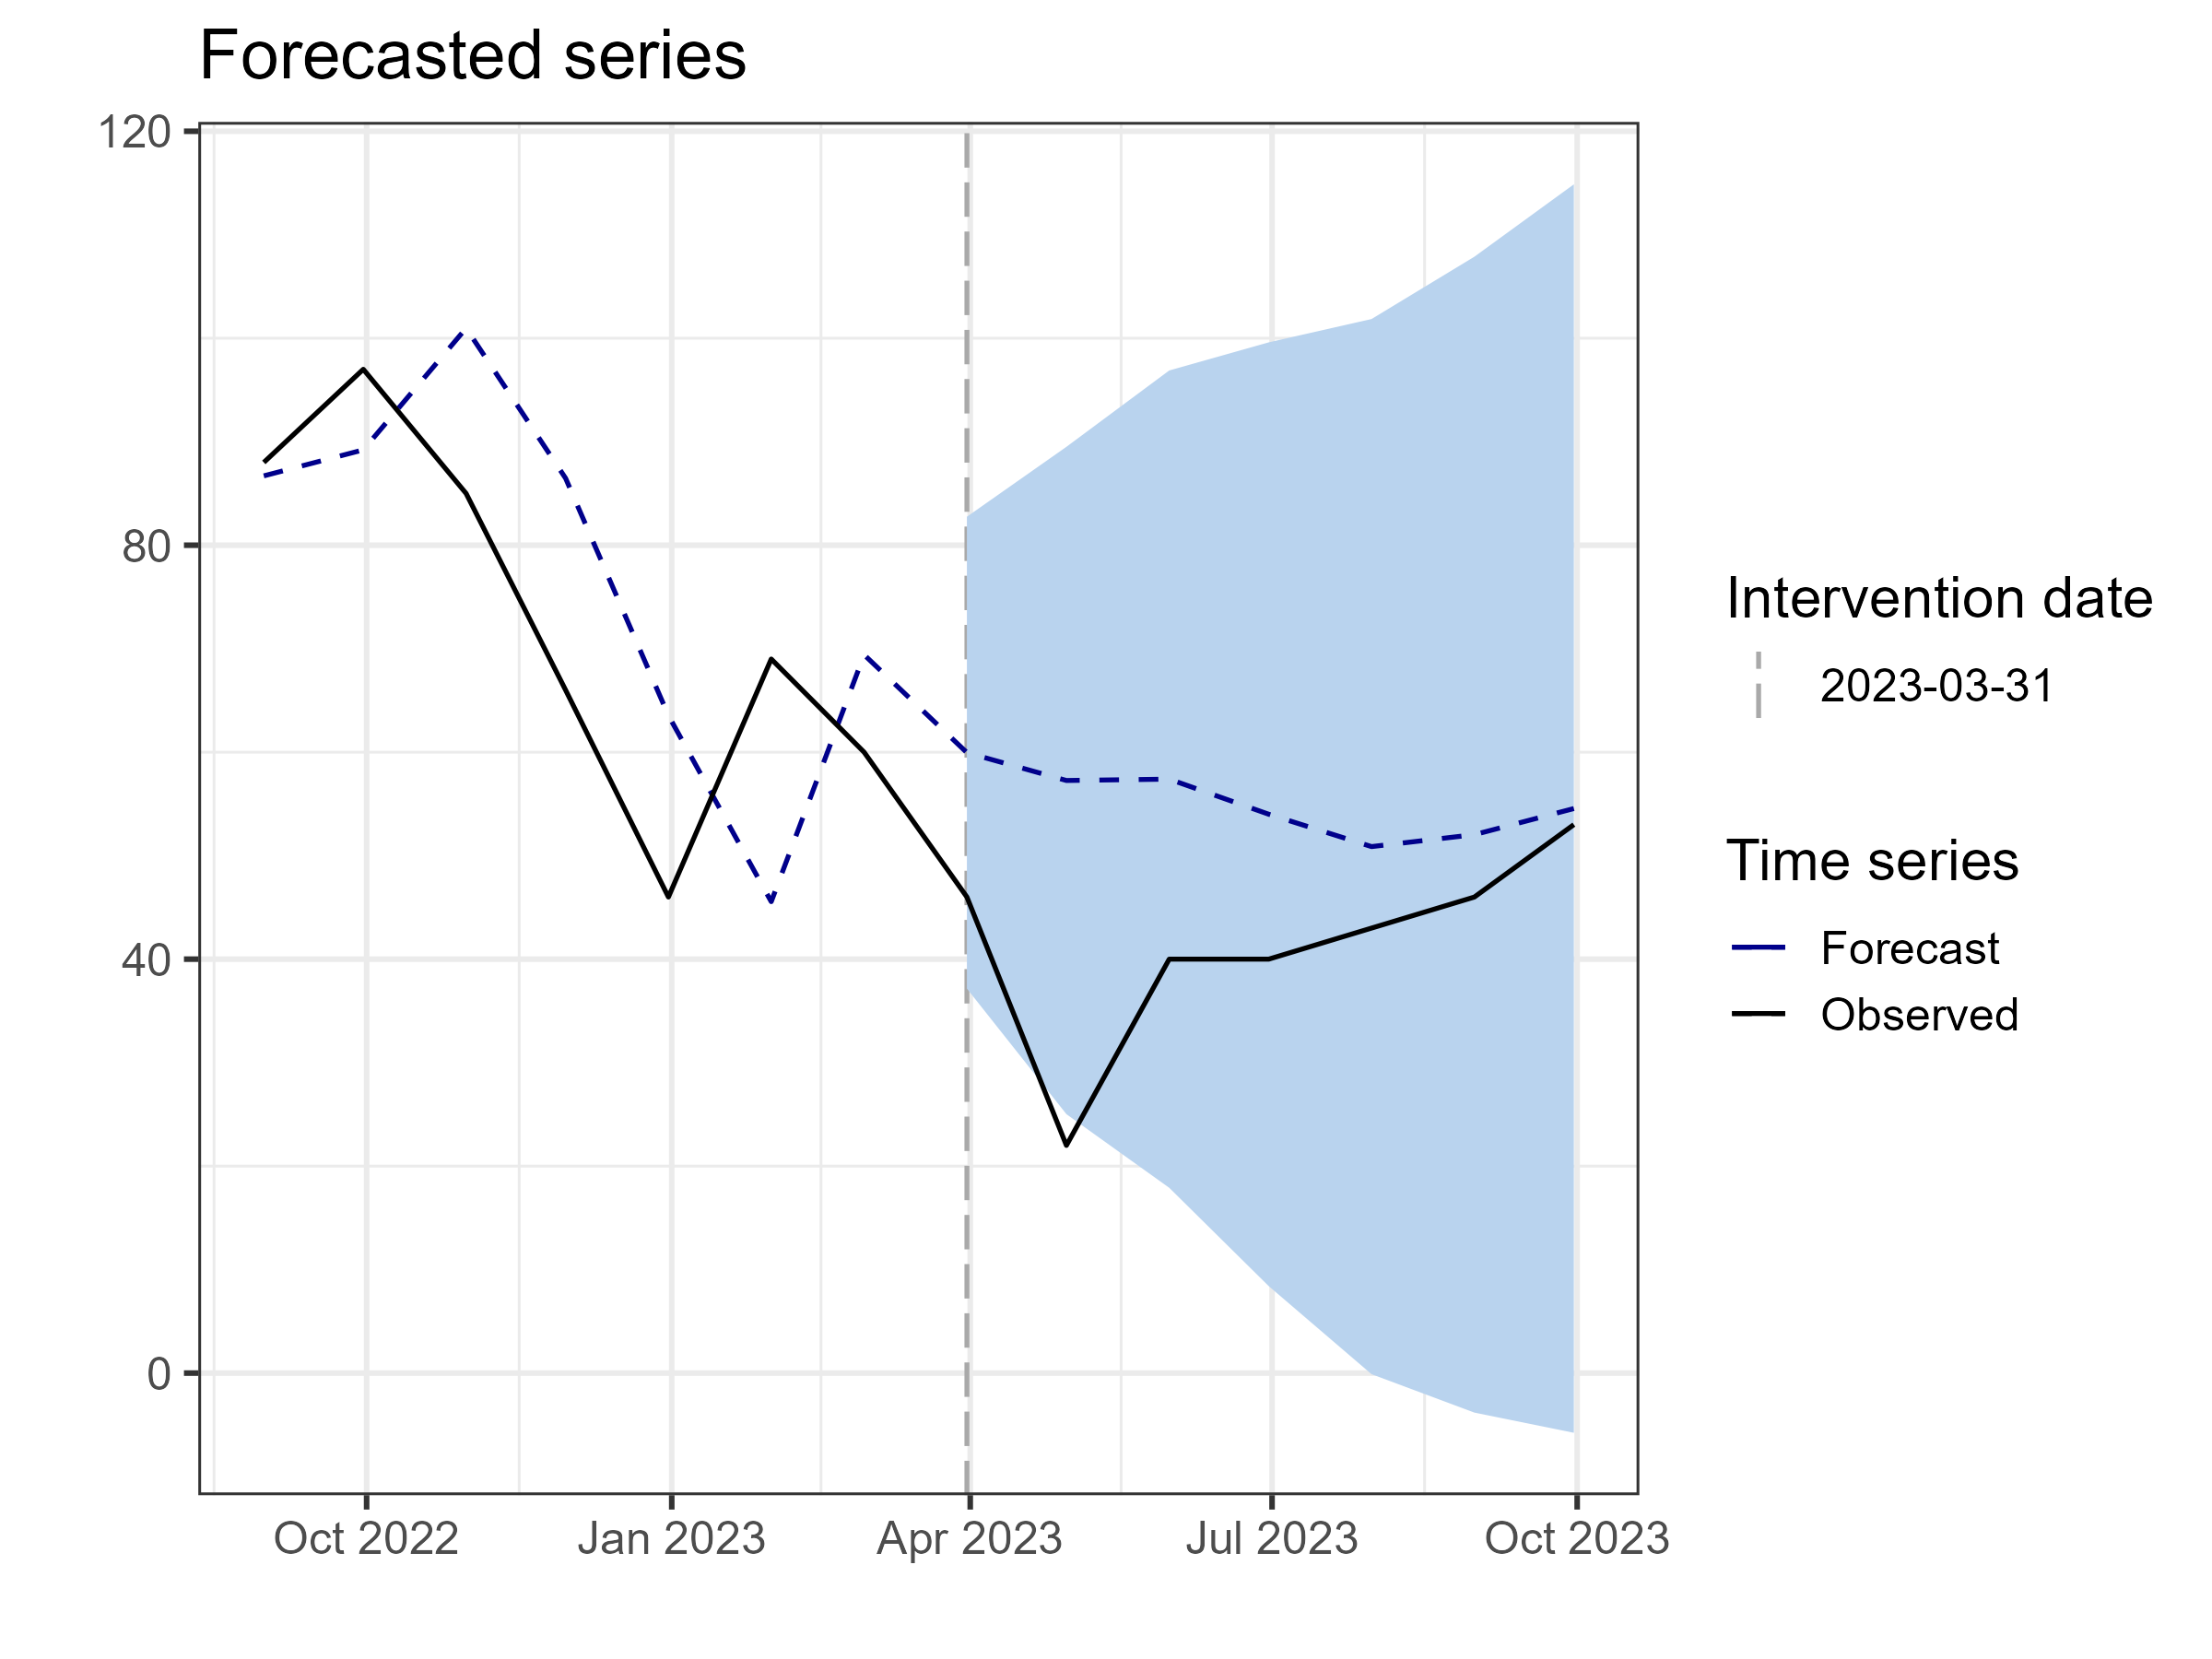 Forecasted series
120
80
40
0
Oct 2022
Jan 2023
Apr 2023
Jul 2023
Oct 2023
Intervention date
2023-03-31
Time series
Forecast
Observed